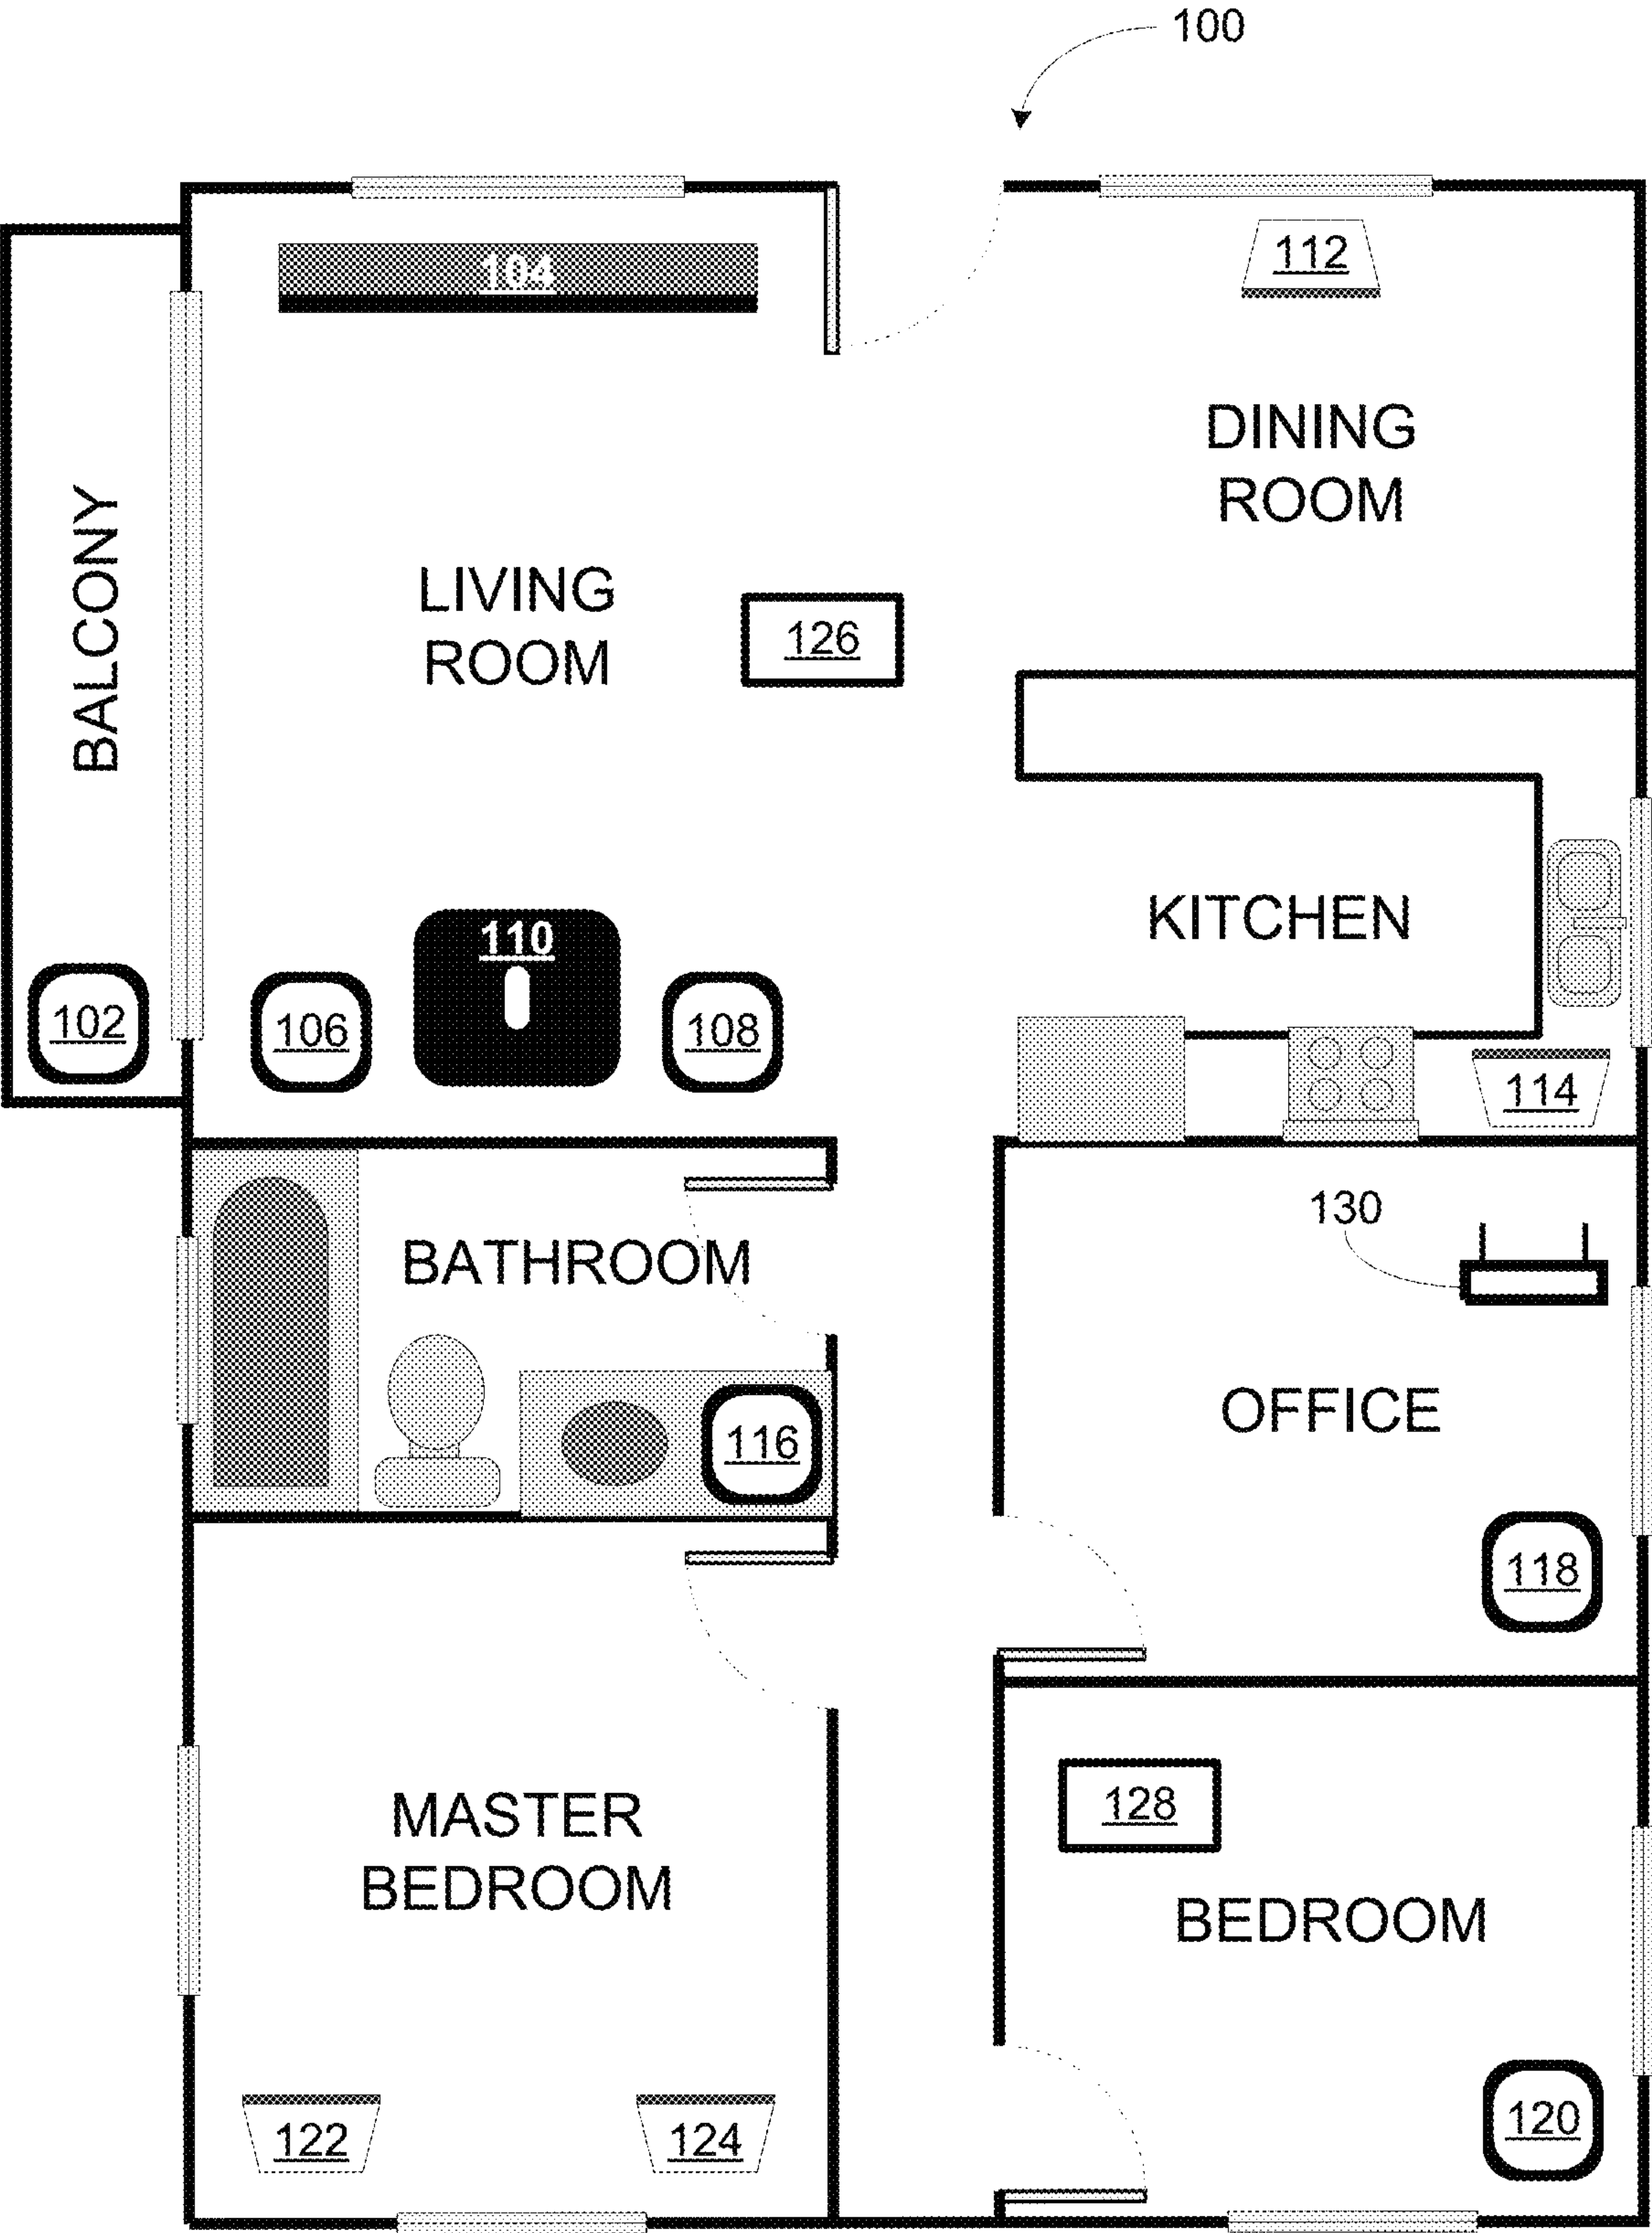 100
104
112
DINING
ROOM
BALCONY
LIVING
ROOM
126
110
KITCHEN
102
106
108
114
130
BATHROOM
OFFICE
116
118
128
MASTER
BEDROOM
BEDROOM
122
124
120